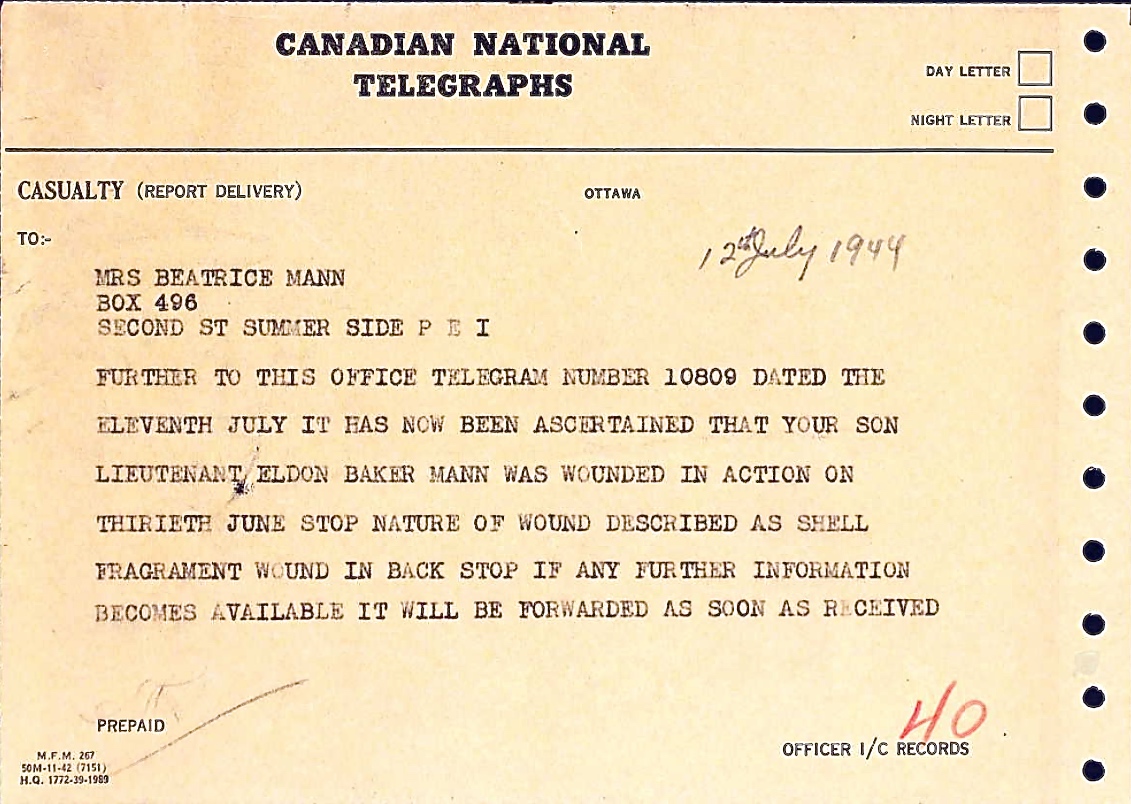 CANADIAN NATIONAL
TELEGRAPHS
DAY LETTER
NIGHT LETTER
CASUALTY (REPORT DELIVERY) OTTAWA
TO:-
12th July 1944
MRS BEATRICE MANN
BOX 496
SECOND ST SUMMER SIDE P E I
FURTHER TO THIS OFFICE TELEGRAM NUMBER 10809 DATED THE
ELEVENTH JULY IT HAS NOW BEEN ASCERTAINED THAT YOUR SON
LIEUTENANT ELDON BAKER MANN WAS WOUNDED IN ACTION ON
THIRIETH JUNE STOP NATURE OF WOUND DESCRIBED AS SHELL
FRAGRAMENT WOUND IN BACK STOP IF ANY FURTHER INFORMATION
BECOMES AVAILABLE IT WILL BE FORWARDED AS SOON AS RECEIVED
40
PREPAID
OFFICER I/C RECORDS
M.F.M. 267
50M-11-42 (7151)
H.Q. 1772-39-1989